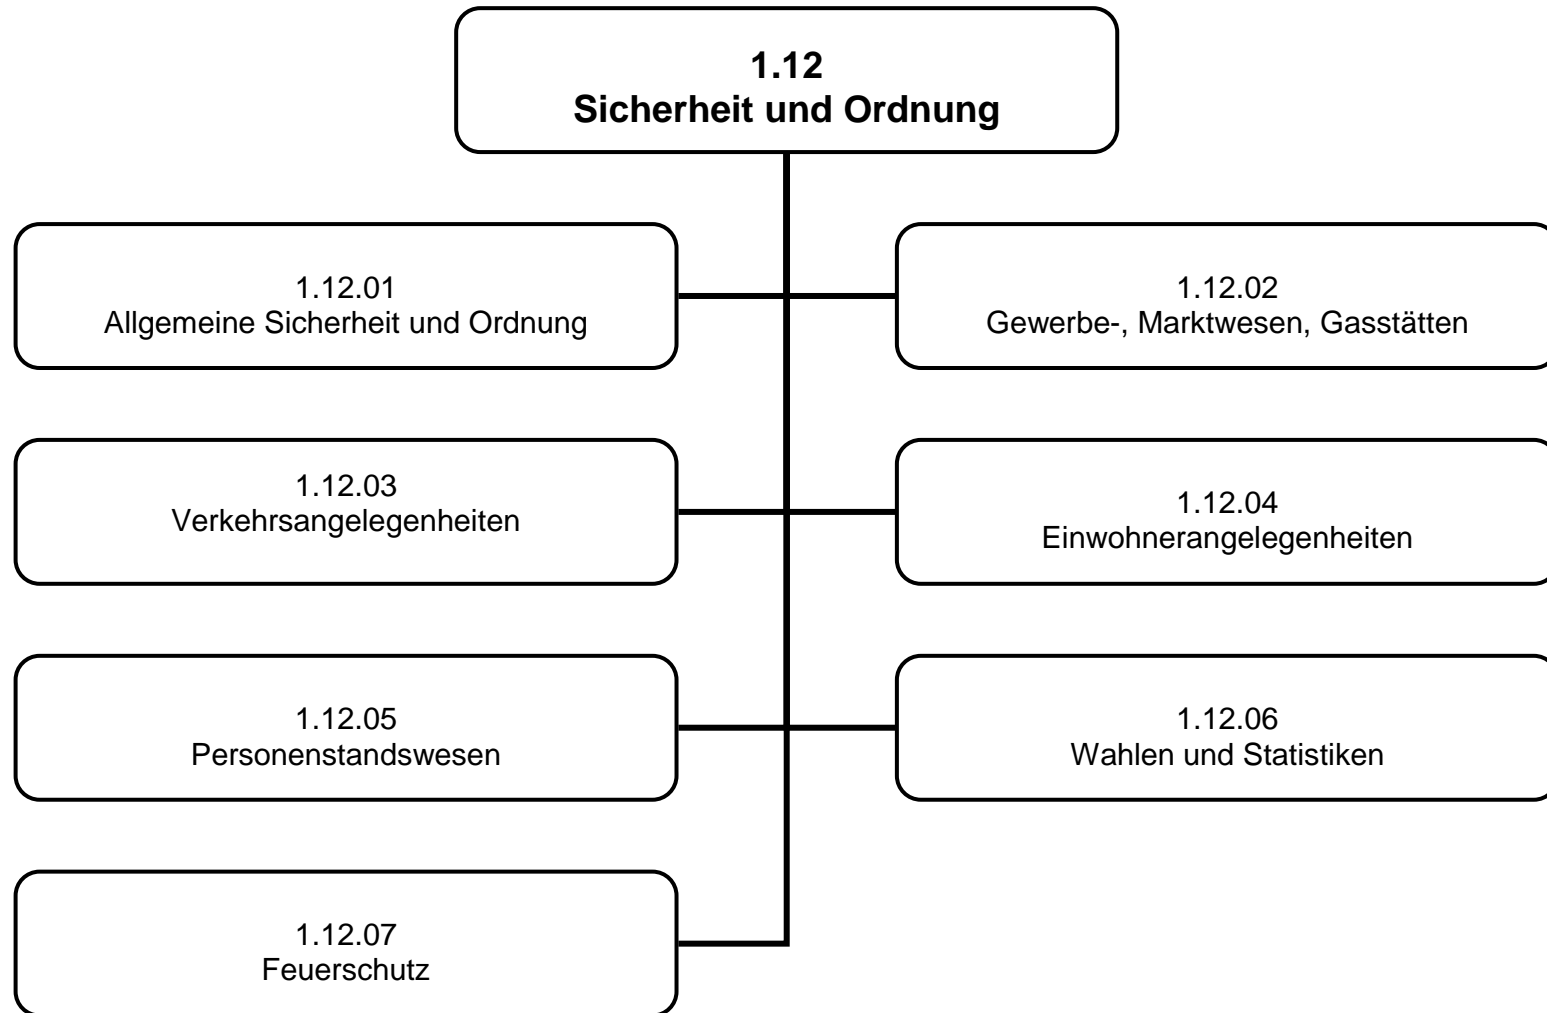 1.12
Sicherheit und Ordnung
1.12.01
Allgemeine Sicherheit und Ordnung
1.12.02
Gewerbe-, Marktwesen, Gasstätten
1.12.03
Verkehrsangelegenheiten
1.12.04
Einwohnerangelegenheiten
1.12.05
Personenstandswesen
1.12.06
Wahlen und Statistiken
1.12.07
Feuerschutz